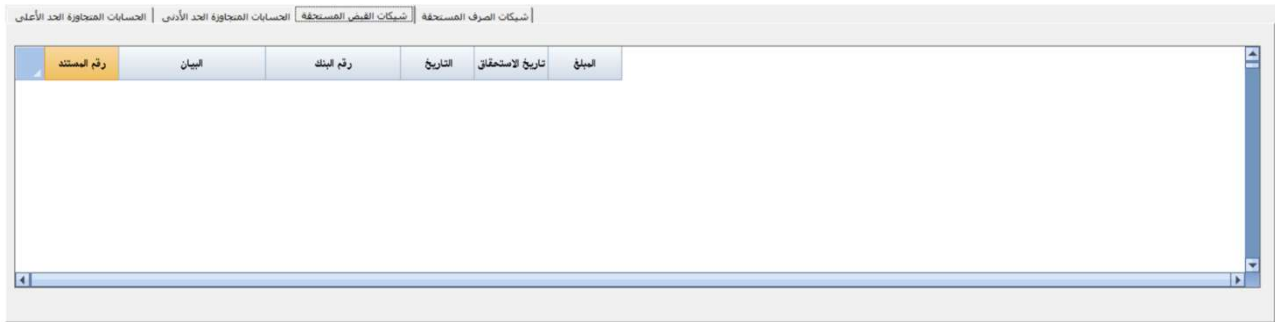 شيكات الصرف المستحقة شيكات القبض المستحقة الحسابات المتجاوزة الحد الأدنى الحسابات المتجاوزة الحد الأعلى
رقم المستند البيان رقم البنك التاريخ تاريخ الاستحقاق المبلغ